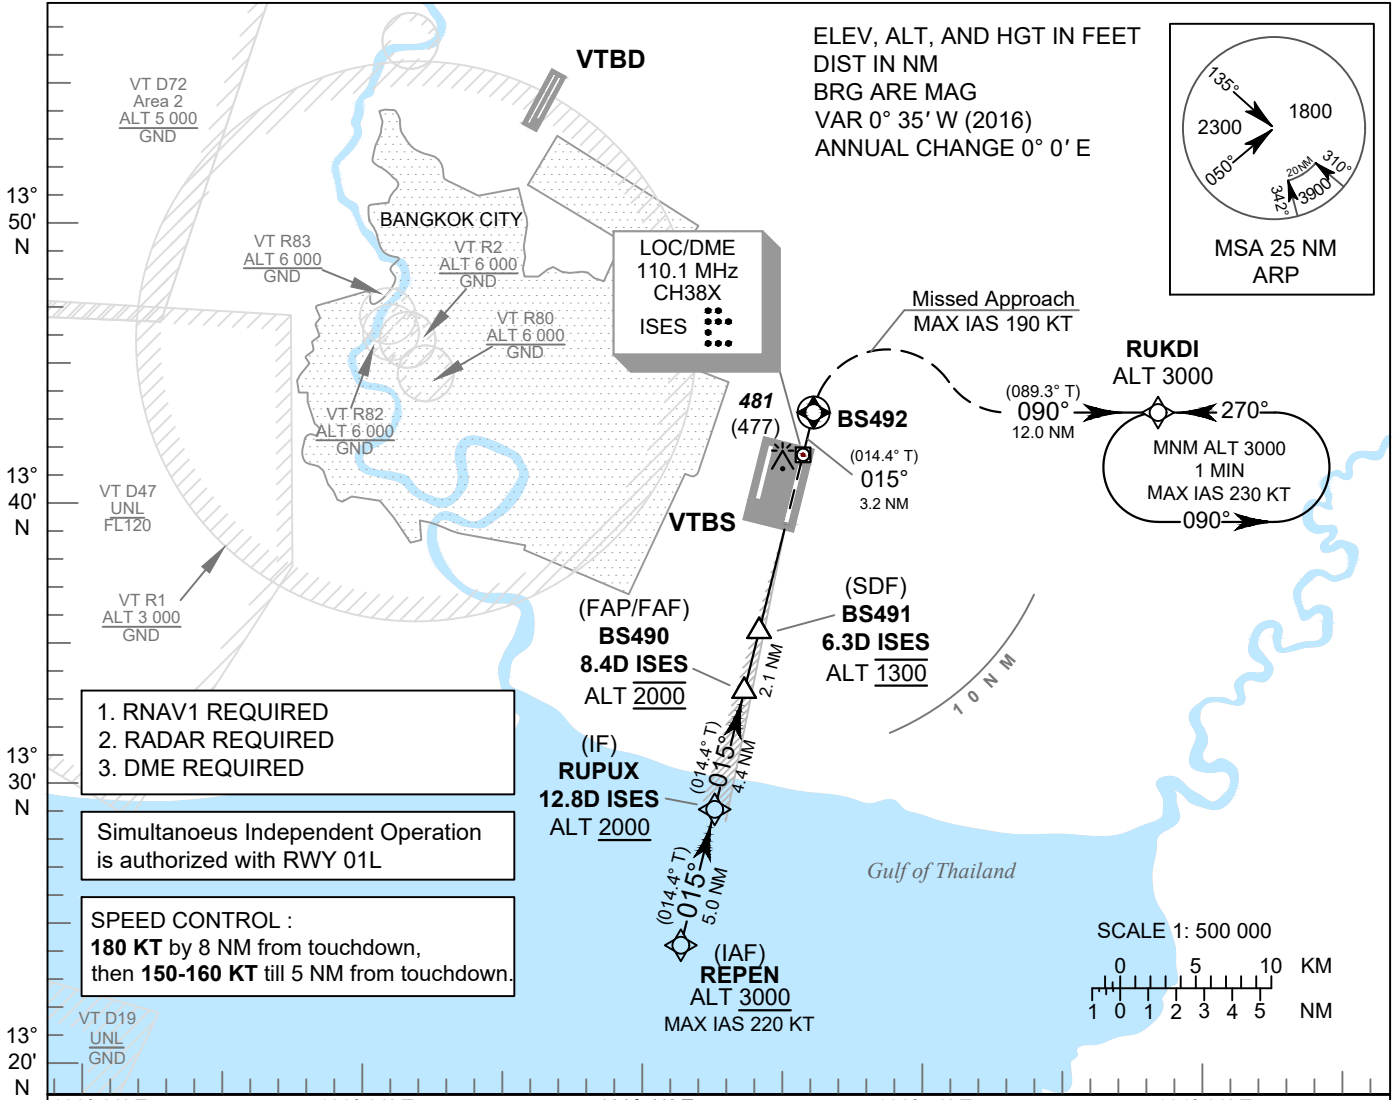 ELEV, ALT, AND HGT IN FEET
DIST IN NM
BRG ARE MAG
VAR 0° 35′ W (2016)
ANNUAL CHANGE 0° 0′ E
135°
1800
2300
050°
20NM
310°
342°
3900
MSA 25 NM
ARP
VTBD
VT D72
Area 2
ALT 5 000
GND
13°
50'
N
BANGKOK CITY
VT R83
ALT 6 000
GND
VT R2
ALT 6 000
GND
VT R80
ALT 6 000
GND
VT R82
ALT 6 000
GND
LOC/DME
110.1 MHz
CH38X
ISES
Missed Approach
MAX IAS 190 KT
RUKDI
ALT 3000
(089.3° T)
090°
12.0 NM
270°
MNM ALT 3000
1 MIN
MAX IAS 230 KT
090°
481
(477)
BS492
(014.4° T)
015°
3.2 NM
VTBS
13°
40'
N
VT D47
UNL
FL120
VT R1
ALT 3 000
GND
(FAP/FAF)
BS490
8.4D ISES
ALT 2000
(SDF)
BS491
6.3D ISES
ALT 1300
2.1 NM
10NM
1. RNAV1 REQUIRED
2. RADAR REQUIRED
3. DME REQUIRED
13°
30'
N
(IF)
RUPUX
12.8D ISES
ALT 2000
(014.4° T)
015°
4.4 NM
Simultanoeus Independent Operation
is authorized with RWY 01L
Gulf of Thailand
(014.4° T)
015°
5.0 NM
SPEED CONTROL :
180 KT by 8 NM from touchdown,
then 150-160 KT till 5 NM from touchdown.
(IAF)
REPEN
ALT 3000
MAX IAS 220 KT
SCALE 1: 500 000
0 5 10 KM
1 0 1 2 3 4 5 NM
VT D19
UNL
GND
13°
20'
N